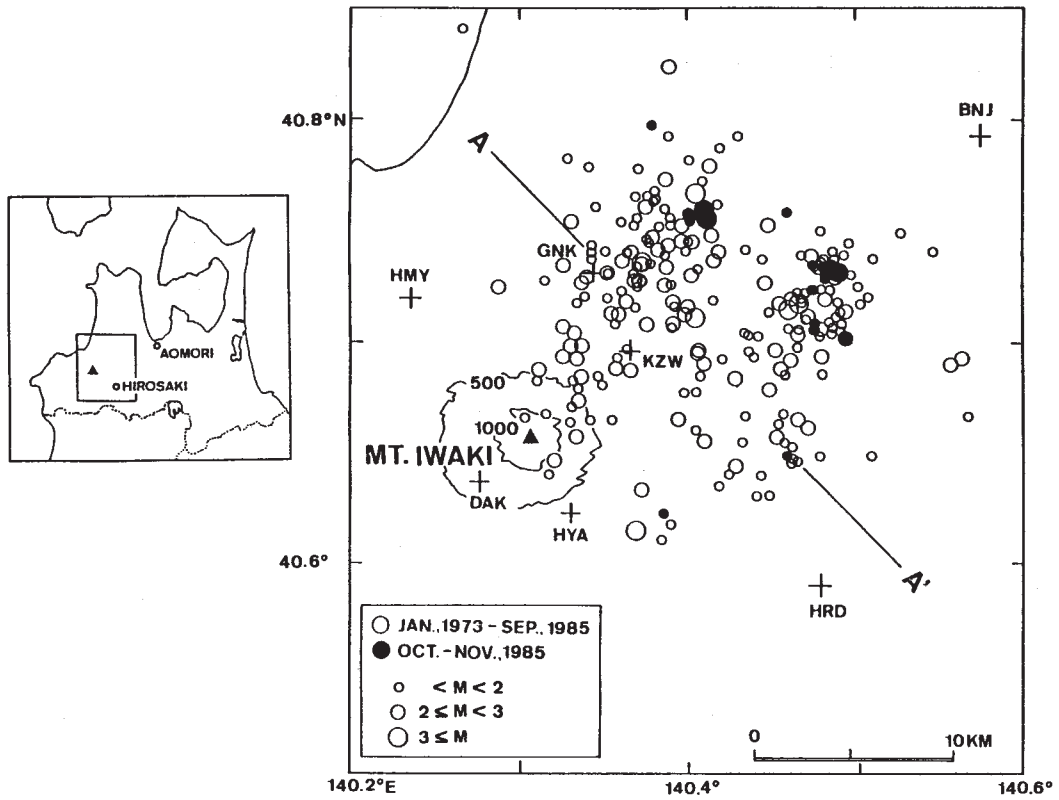 40.8°N
BNJ
A
GNK
HMY
AOMORI
HIROSAKI
KZW
500
1000
MT. IWAKI
DAK
HYA
40.6°
A'
HRD
JAN.,1973-SEP.,1985
OCT.-NOV.,1985
< M < 2
2 ≤ M < 3
3 ≤ M
0 10KM
140.2°E 140.4° 140.6°